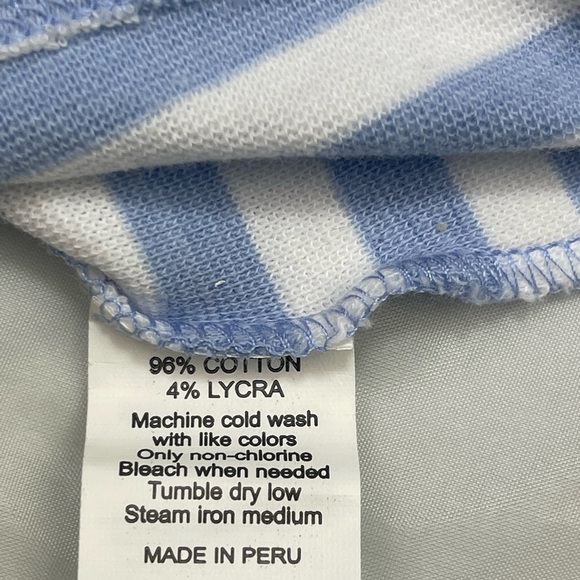 96% COTTON
4% LYCRA
Machine cold wash
with like colors
Only non-chlorine
Bleach when needed
Tumble dry low
Steam iron medium
MADE IN PERU